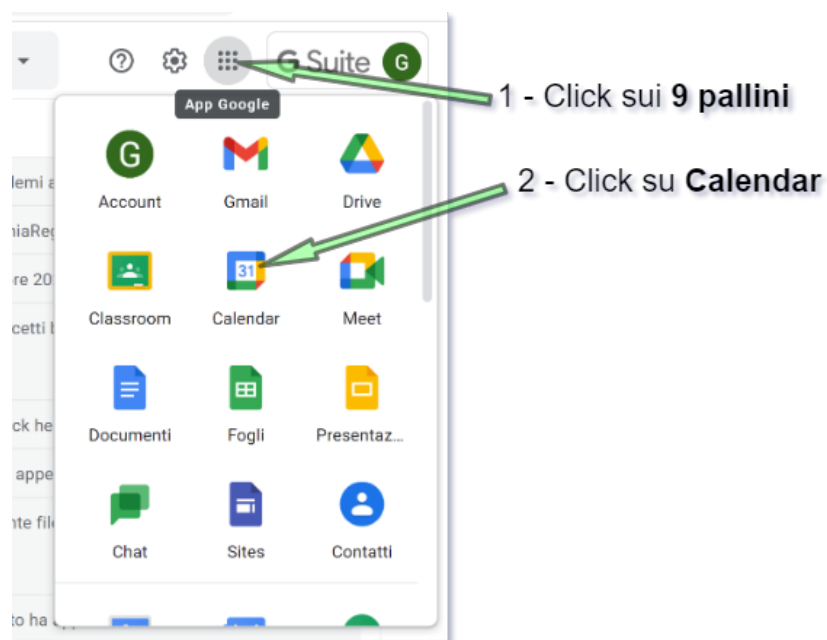 G Suite
G
1 - Click sui 9 pallini
App Google
G
Account
Gmail
Drive
2 - Click su Calendar
lemi a
niaReg
re 20
cetti b
31
Classroom
Calendar
Meet
Documenti
Fogli
Presentaz...
ck he
appe
nte file
Chat
Sites
Contatti
to ha